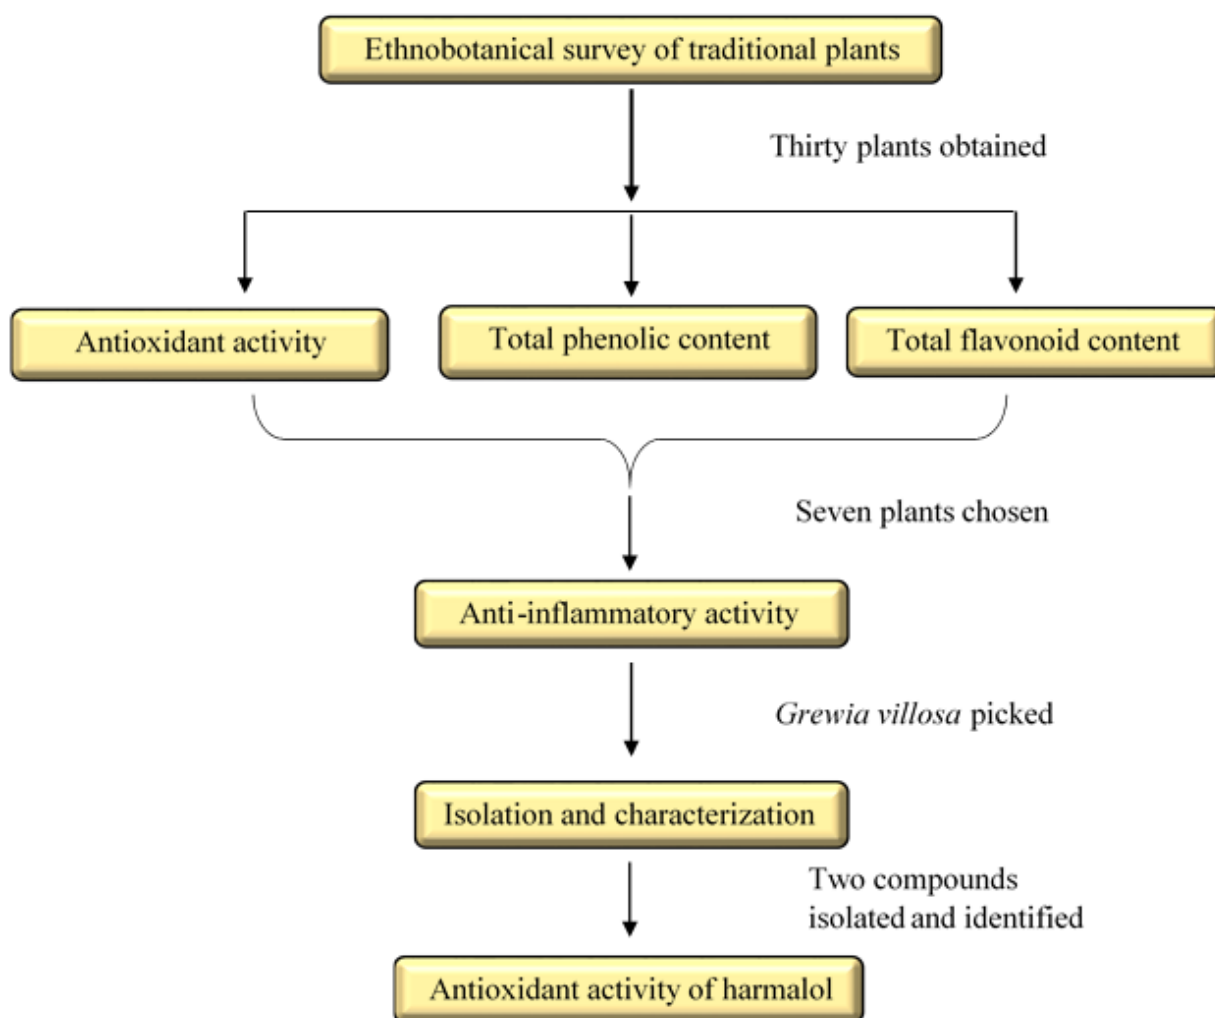 Ethnobotanical survey of traditional plants
Thirty plants obtained
Antioxidant activity
Total phenolic content
Total flavonoid content
Seven plants chosen
Anti-inflammatory activity
Grewia villosa picked
Isolation and characterization
Two compounds
isolated and identified
Antioxidant activity of harmalol